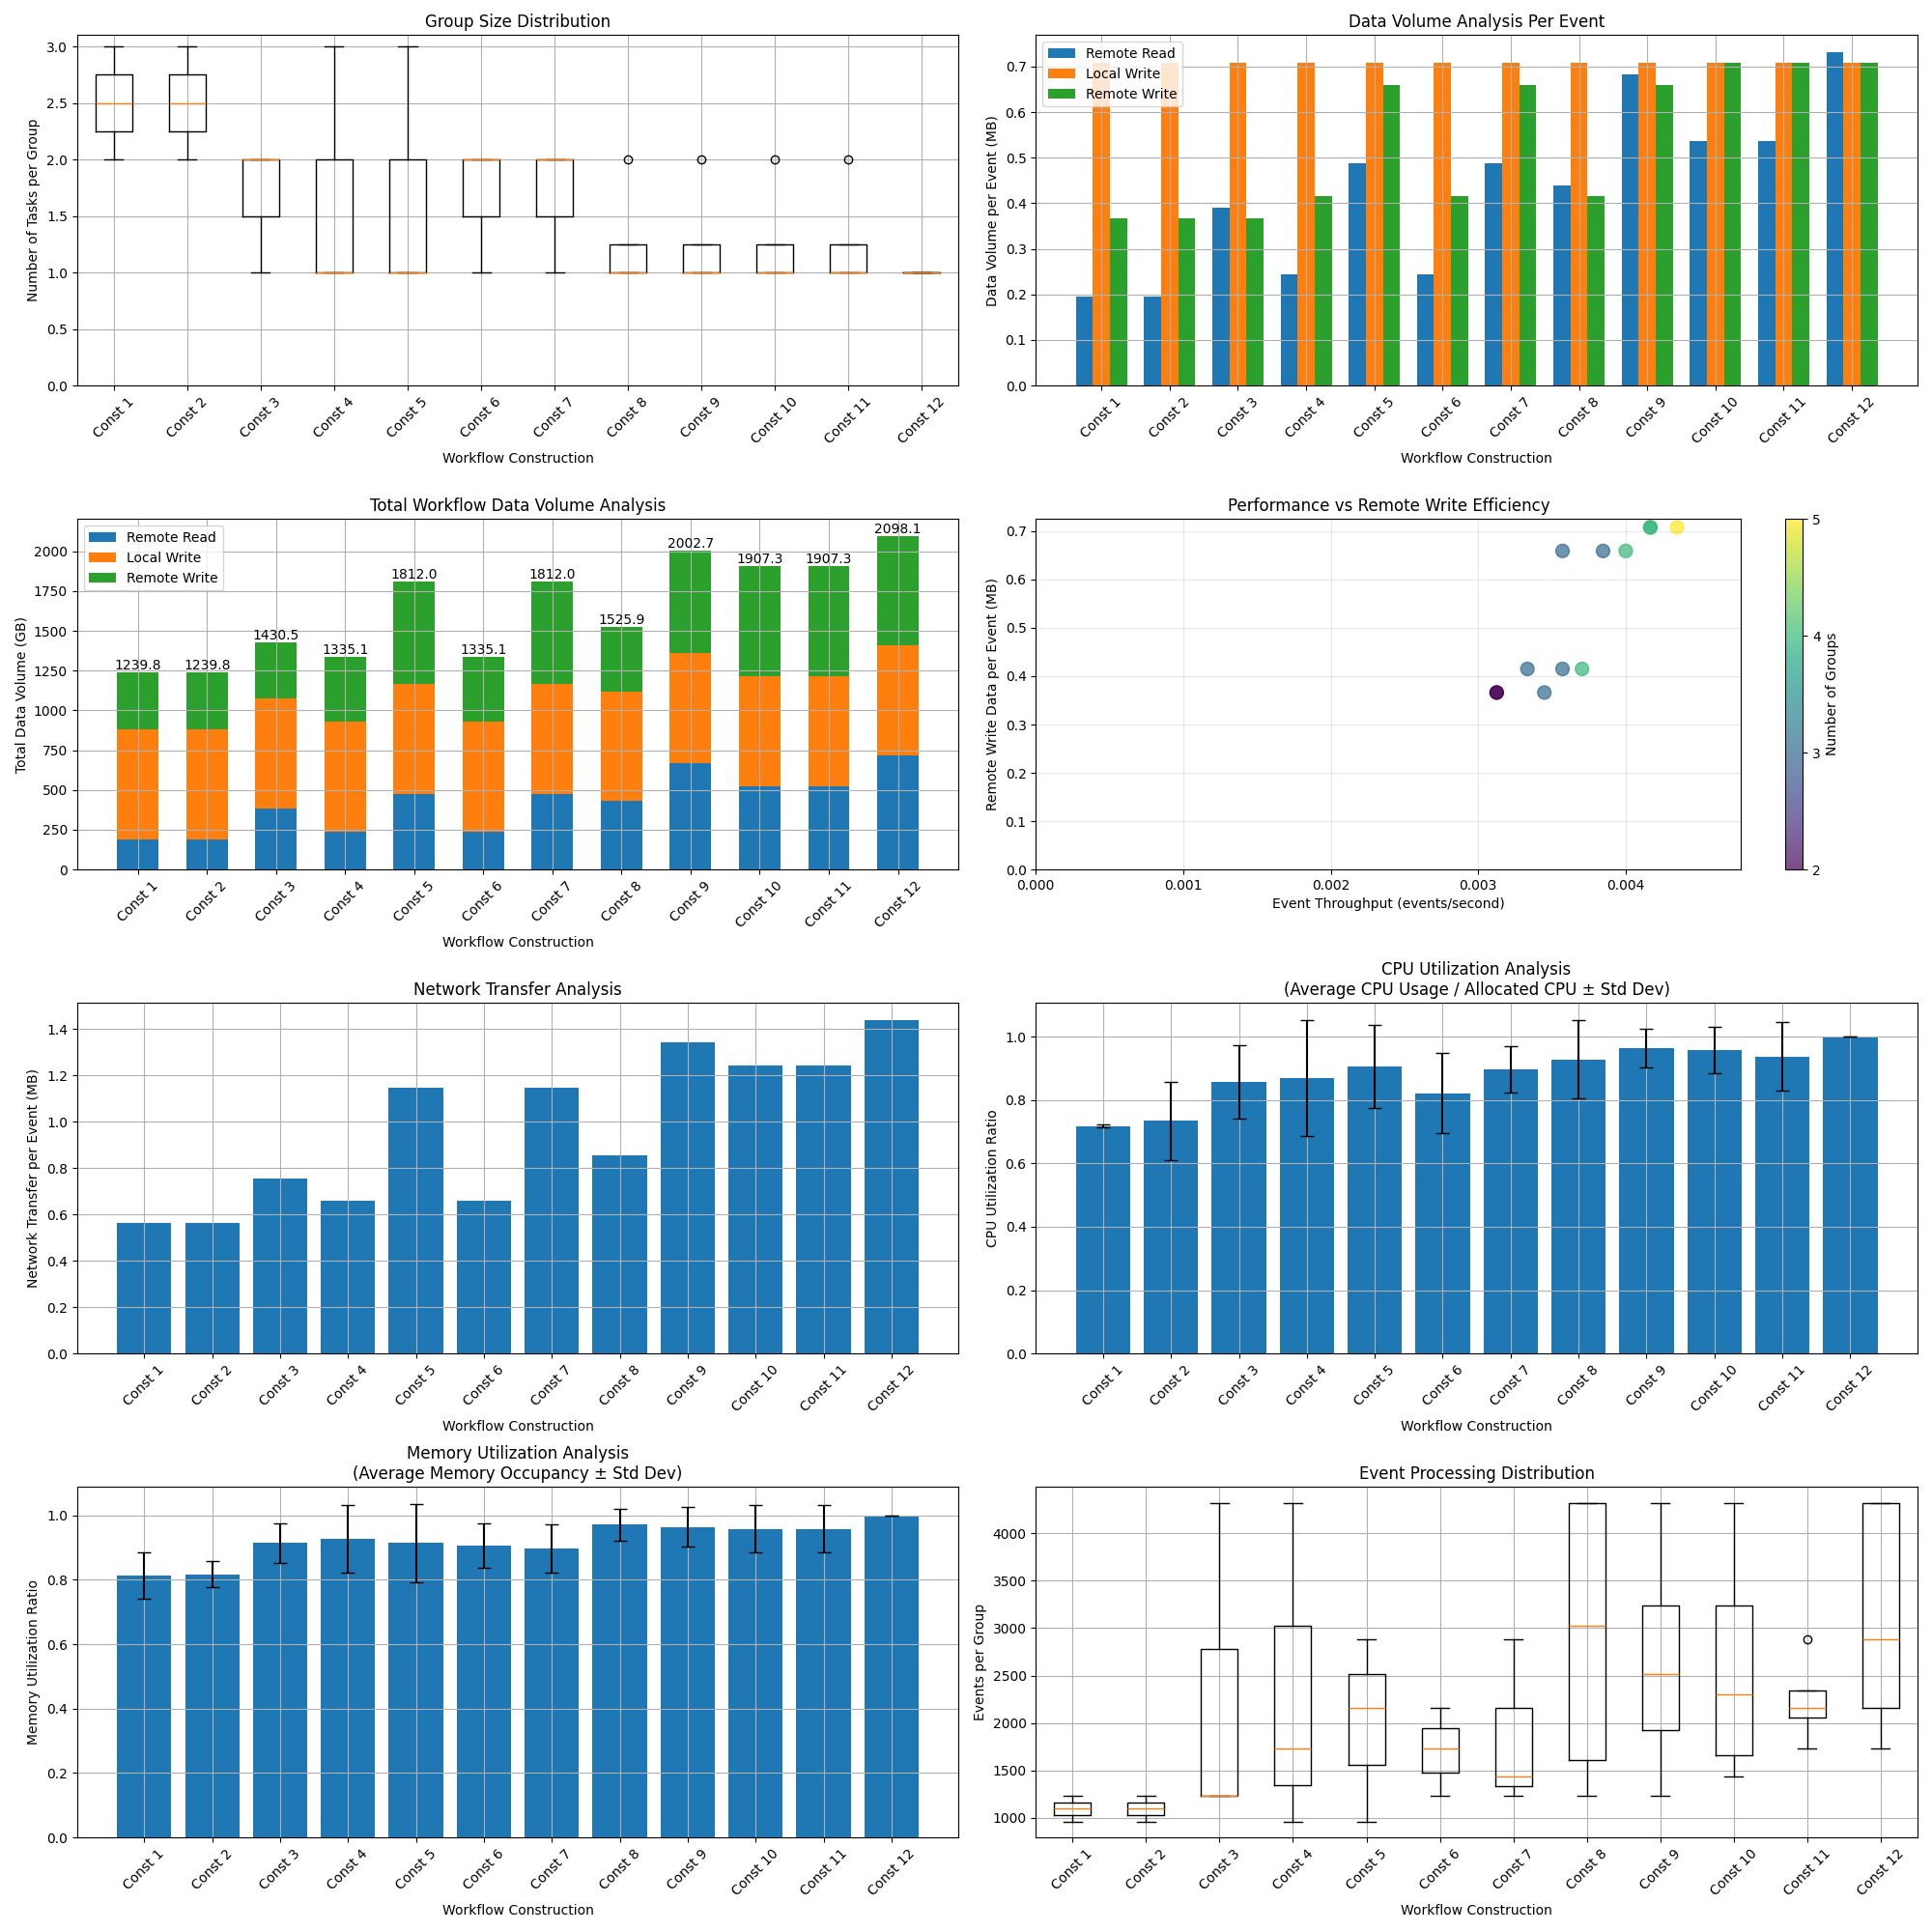 Group Size Distribution
Number of Tasks per Group
3.0
2.5
2.0
1.5
1.0
0.5
0.0
Const 1
Const 2
Const 3
Const 4
Const 5
Const 6
Const 7
Const 8
Const 9
Const 10
Const 11
Const 12
Workflow Construction
Data Volume Analysis Per Event
Remote Read
Local Write
Remote Write
Data Volume per Event (MB)
0.7
0.6
0.5
0.4
0.3
0.2
0.1
0.0
Const 1
Const 2
Const 3
Const 4
Const 5
Const 6
Const 7
Const 8
Const 9
Const 10
Const 11
Const 12
Workflow Construction
Total Workflow Data Volume Analysis
Remote Read
Local Write
Remote Write
Total Data Volume (GB)
2000
1750
1500
1250
1000
750
500
250
0
1239.8
1239.8
1430.5
1335.1
1812.0
1335.1
1812.0
1525.9
2002.7
1907.3
1907.3
2098.1
Const 1
Const 2
Const 3
Const 4
Const 5
Const 6
Const 7
Const 8
Const 9
Const 10
Const 11
Const 12
Workflow Construction
Performance vs Remote Write Efficiency
Remote Write Data per Event (MB)
0.7
0.6
0.5
0.4
0.3
0.2
0.1
0.0
0.000
0.001
0.002
0.003
0.004
Event Throughput (events/second)
5
4
3
2
Number of Groups
Network Transfer Analysis
Network Transfer per Event (MB)
1.4
1.2
1.0
0.8
0.6
0.4
0.2
0.0
Const 1
Const 2
Const 3
Const 4
Const 5
Const 6
Const 7
Const 8
Const 9
Const 10
Const 11
Const 12
Workflow Construction
CPU Utilization Analysis
(Average CPU Usage / Allocated CPU ± Std Dev)
CPU Utilization Ratio
1.0
0.8
0.6
0.4
0.2
0.0
Const 1
Const 2
Const 3
Const 4
Const 5
Const 6
Const 7
Const 8
Const 9
Const 10
Const 11
Const 12
Workflow Construction
Memory Utilization Analysis
(Average Memory Occupancy ± Std Dev)
Memory Utilization Ratio
1.0
0.8
0.6
0.4
0.2
0.0
Const 1
Const 2
Const 3
Const 4
Const 5
Const 6
Const 7
Const 8
Const 9
Const 10
Const 11
Const 12
Workflow Construction
Event Processing Distribution
Events per Group
4000
3500
3000
2500
2000
1500
1000
Const 1
Const 2
Const 3
Const 4
Const 5
Const 6
Const 7
Const 8
Const 9
Const 10
Const 11
Const 12
Workflow Construction